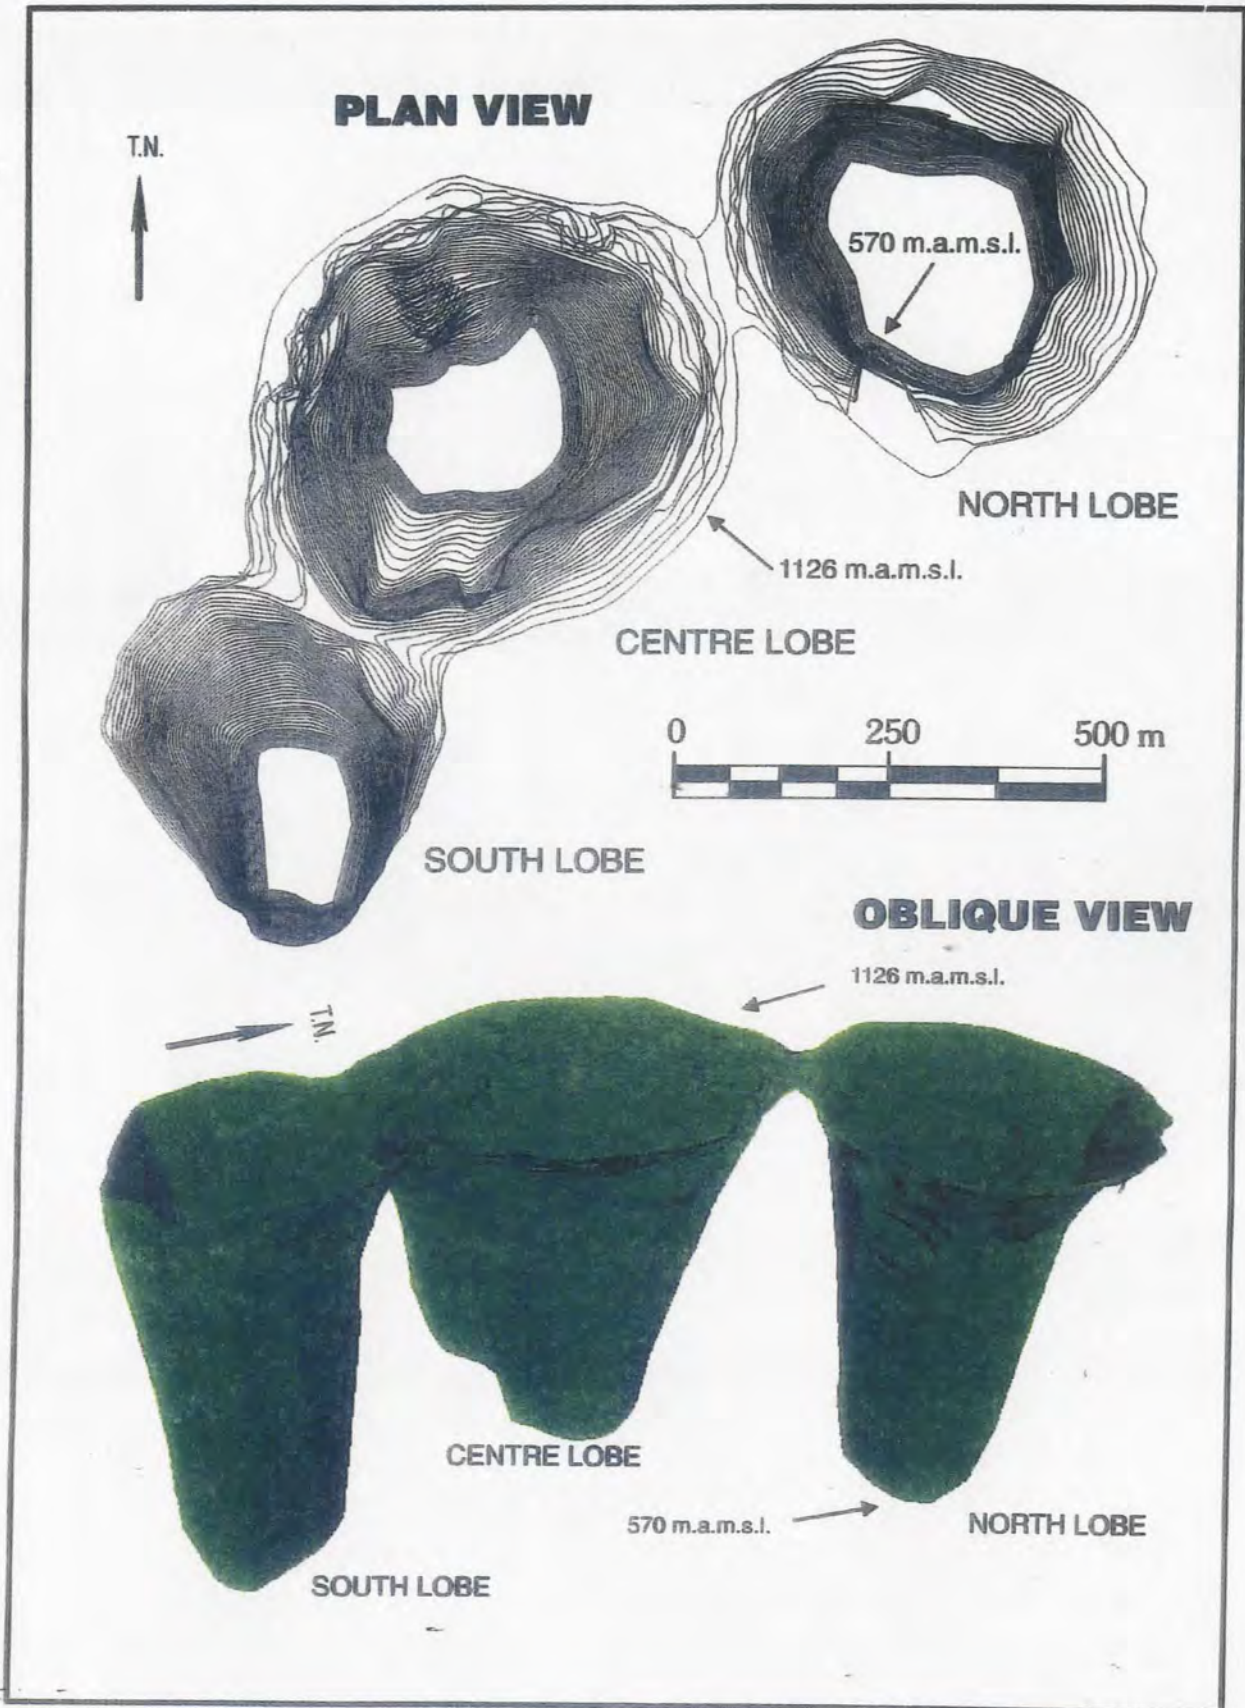 PLAN VIEW
T.N.
570 m.a.m.s.l.
NORTH LOBE
1126 m.a.m.s.l.
CENTRE LOBE
0 250 500 m
SOUTH LOBE
OBLIQUE VIEW
1126 m.a.m.s.l.
T.N.
CENTRE LOBE
570 m.a.m.s.l.
NORTH LOBE
SOUTH LOBE